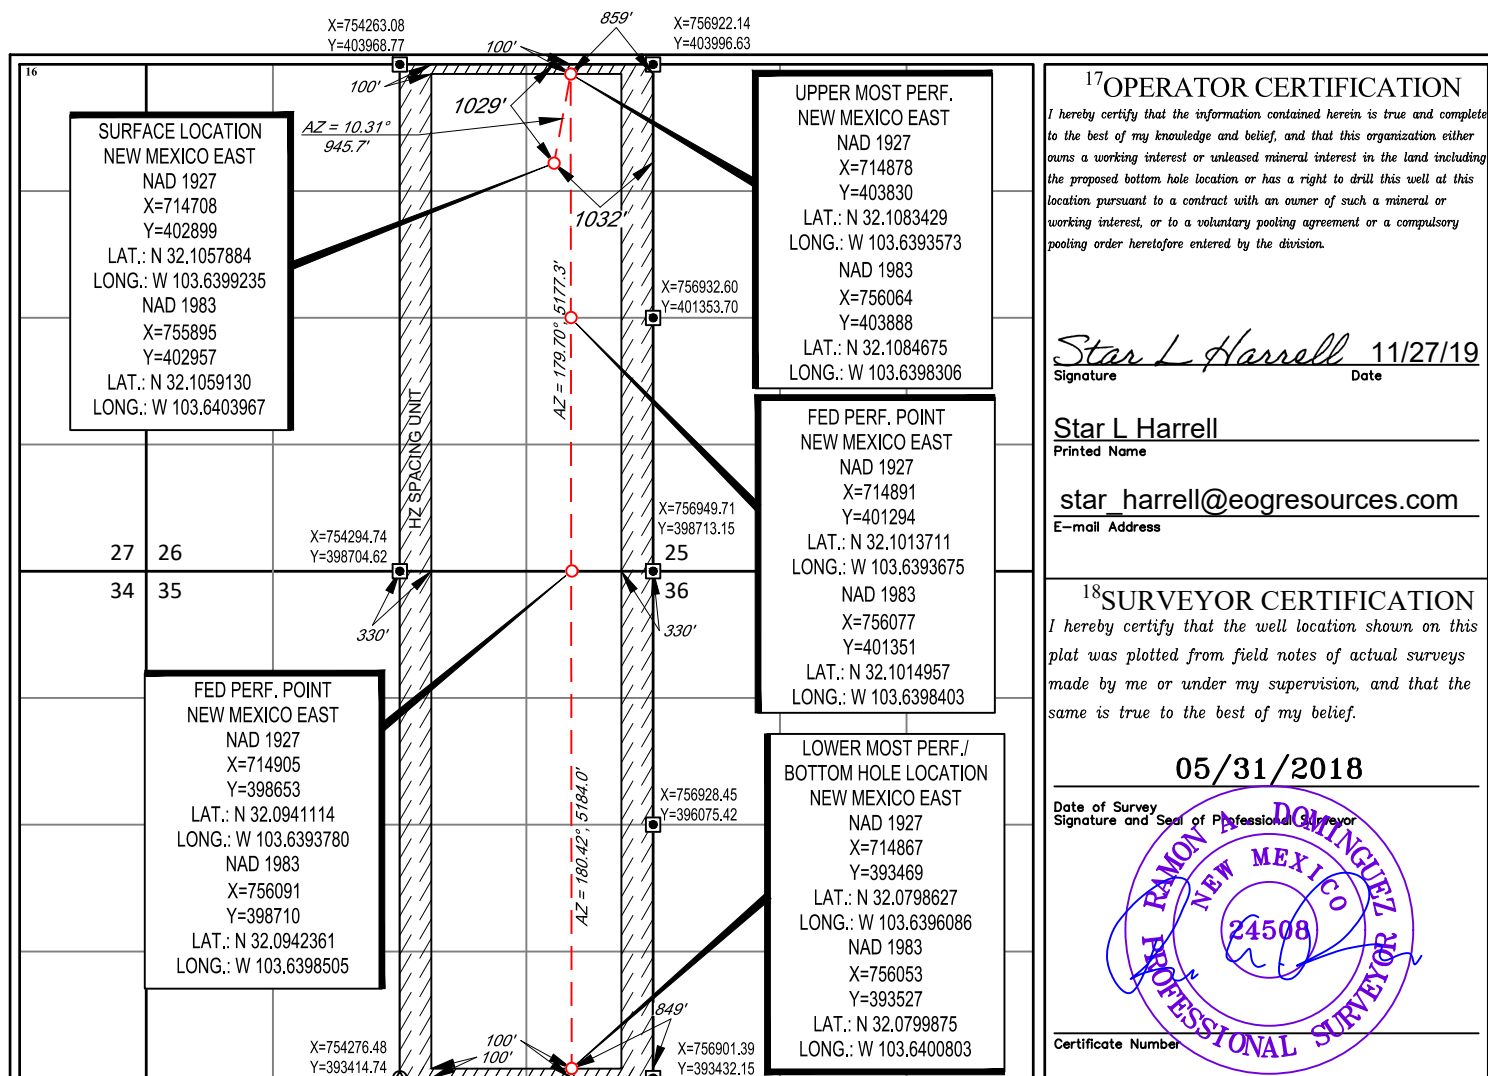 X=754263.08
Y=403968.77
859'
X=756922.14
Y=403996.63
100'
16
100'
1029'
AZ = 10.31°
945.7'
1032'
SURFACE LOCATION
NEW MEXICO EAST
NAD 1927
X=714708
Y=402899
LAT.: N 32.1057884
LONG.: W 103.6399235
NAD 1983
X=755895
Y=402957
LAT.: N 32.1059130
LONG.: W 103.6403967
UPPER MOST PERF.
NEW MEXICO EAST
NAD 1927
X=714878
Y=403830
LAT.: N 32.1083429
LONG.: W 103.6393573
NAD 1983
X=756064
Y=403888
LAT.: N 32.1084675
LONG.: W 103.6398306
X=756932.60
Y=401353.70
AZ = 179.70°, 5177.3'
HZ SPACING UNIT
FED PERF. POINT
NEW MEXICO EAST
NAD 1927
X=714891
Y=401294
LAT.: N 32.1013711
LONG.: W 103.6393675
NAD 1983
X=756077
Y=401351
LAT.: N 32.1014957
LONG.: W 103.6398403
X=756949.71
Y=398713.15
X=754294.74
Y=398704.62
27 26
34 35
25
36
330'
330'
FED PERF. POINT
NEW MEXICO EAST
NAD 1927
X=714905
Y=398653
LAT.: N 32.0941114
LONG.: W 103.6393780
NAD 1983
X=756091
Y=398710
LAT.: N 32.0942361
LONG.: W 103.6398505
AZ = 180.42°, 5184.0'
X=756928.45
Y=396075.42
LOWER MOST PERF./
BOTTOM HOLE LOCATION
NEW MEXICO EAST
NAD 1927
X=714867
Y=393469
LAT.: N 32.0798627
LONG.: W 103.6396086
NAD 1983
X=756053
Y=393527
LAT.: N 32.0799875
LONG.: W 103.6400803
849'
100'
100'
X=754276.48
Y=393414.74
X=756901.39
Y=393432.15
17 OPERATOR CERTIFICATION
I hereby certify that the information contained herein is true and complete
to the best of my knowledge and belief, and that this organization either
owns a working interest or unleased mineral interest in the land including
the proposed bottom hole location or has a right to drill this well at this
location pursuant to a contract with an owner of such a mineral or
working interest, or to a voluntary pooling agreement or a compulsory
pooling order heretofore entered by the division.
Star L Harrell 11/27/19
Signature Date
Star L Harrell
Printed Name
star_harrell@eogresources.com
E-mail Address
18 SURVEYOR CERTIFICATION
I hereby certify that the well location shown on this
plat was plotted from field notes of actual surveys
made by me or under my supervision, and that the
same is true to the best of my belief.
05/31/2018
Date of Survey
Signature and Seal of Professional Surveyor
RAMON A. DOMINGUEZ
NEW MEXICO
24508
PROFESSIONAL SURVEYOR
Certificate Number